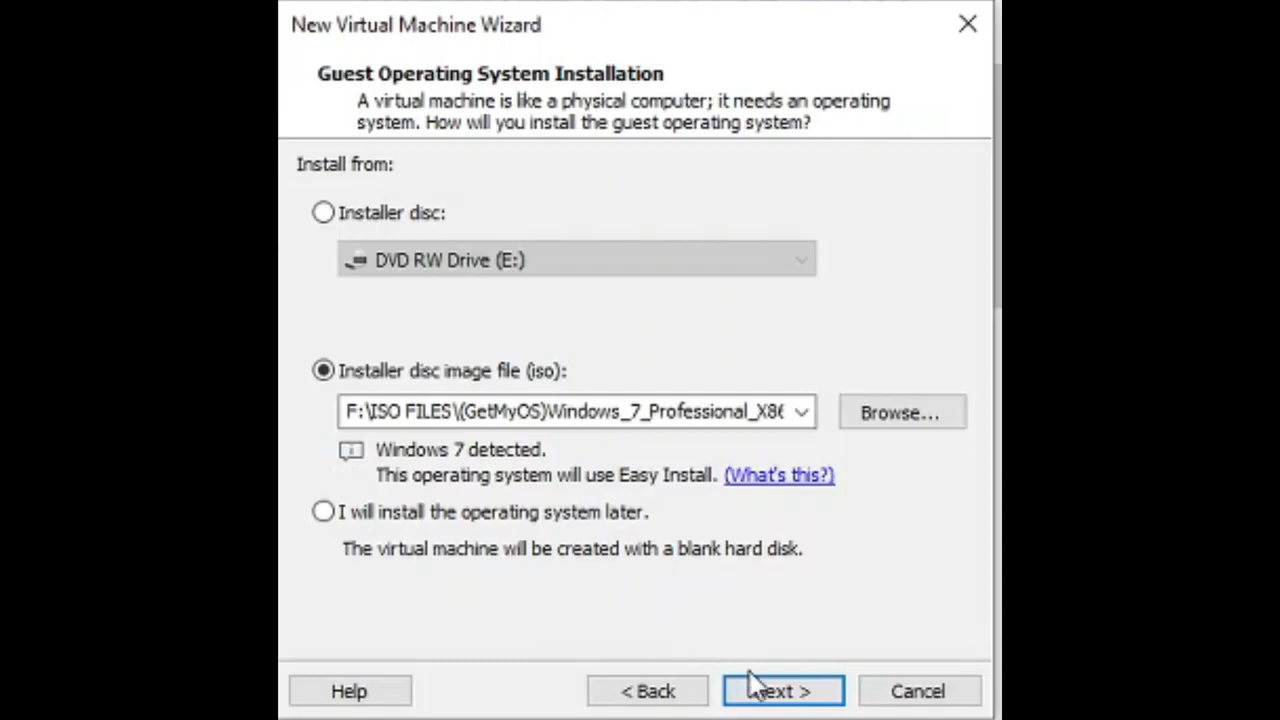 New Virtual Machine Wizard
Guest Operating System Installation
A virtual machine is like a physical computer; it needs an operating
system. How will you install the guest operating system?
Install from:
Installer disc:
DVD RW Drive (E:)
Installer disc image file (iso):
F:\ISO FILES\(GetMyOS)Windows_7_Professional_X86
Browse...
Windows 7 detected.
This operating system will use Easy Install. (What's this?)
I will install the operating system later.
The virtual machine will be created with a blank hard disk.
Help
< Back
Next >
Cancel